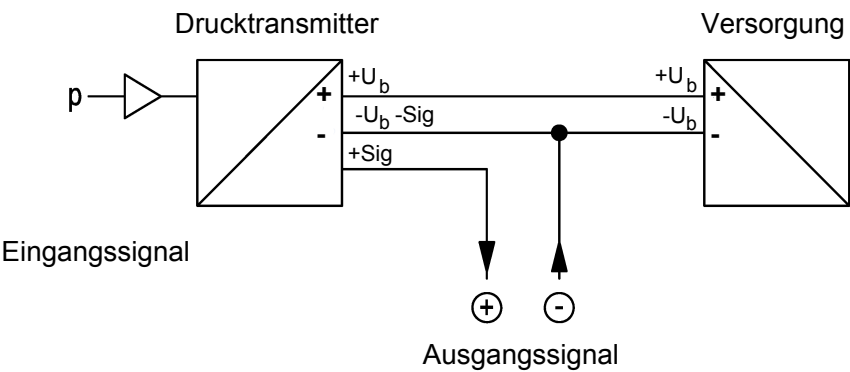 Drucktransmitter Versorgung
+U_b +U_b
p + +
-U_b -Sig -U_b
- -
+Sig
Eingangssignal
+ -
Ausgangssignal